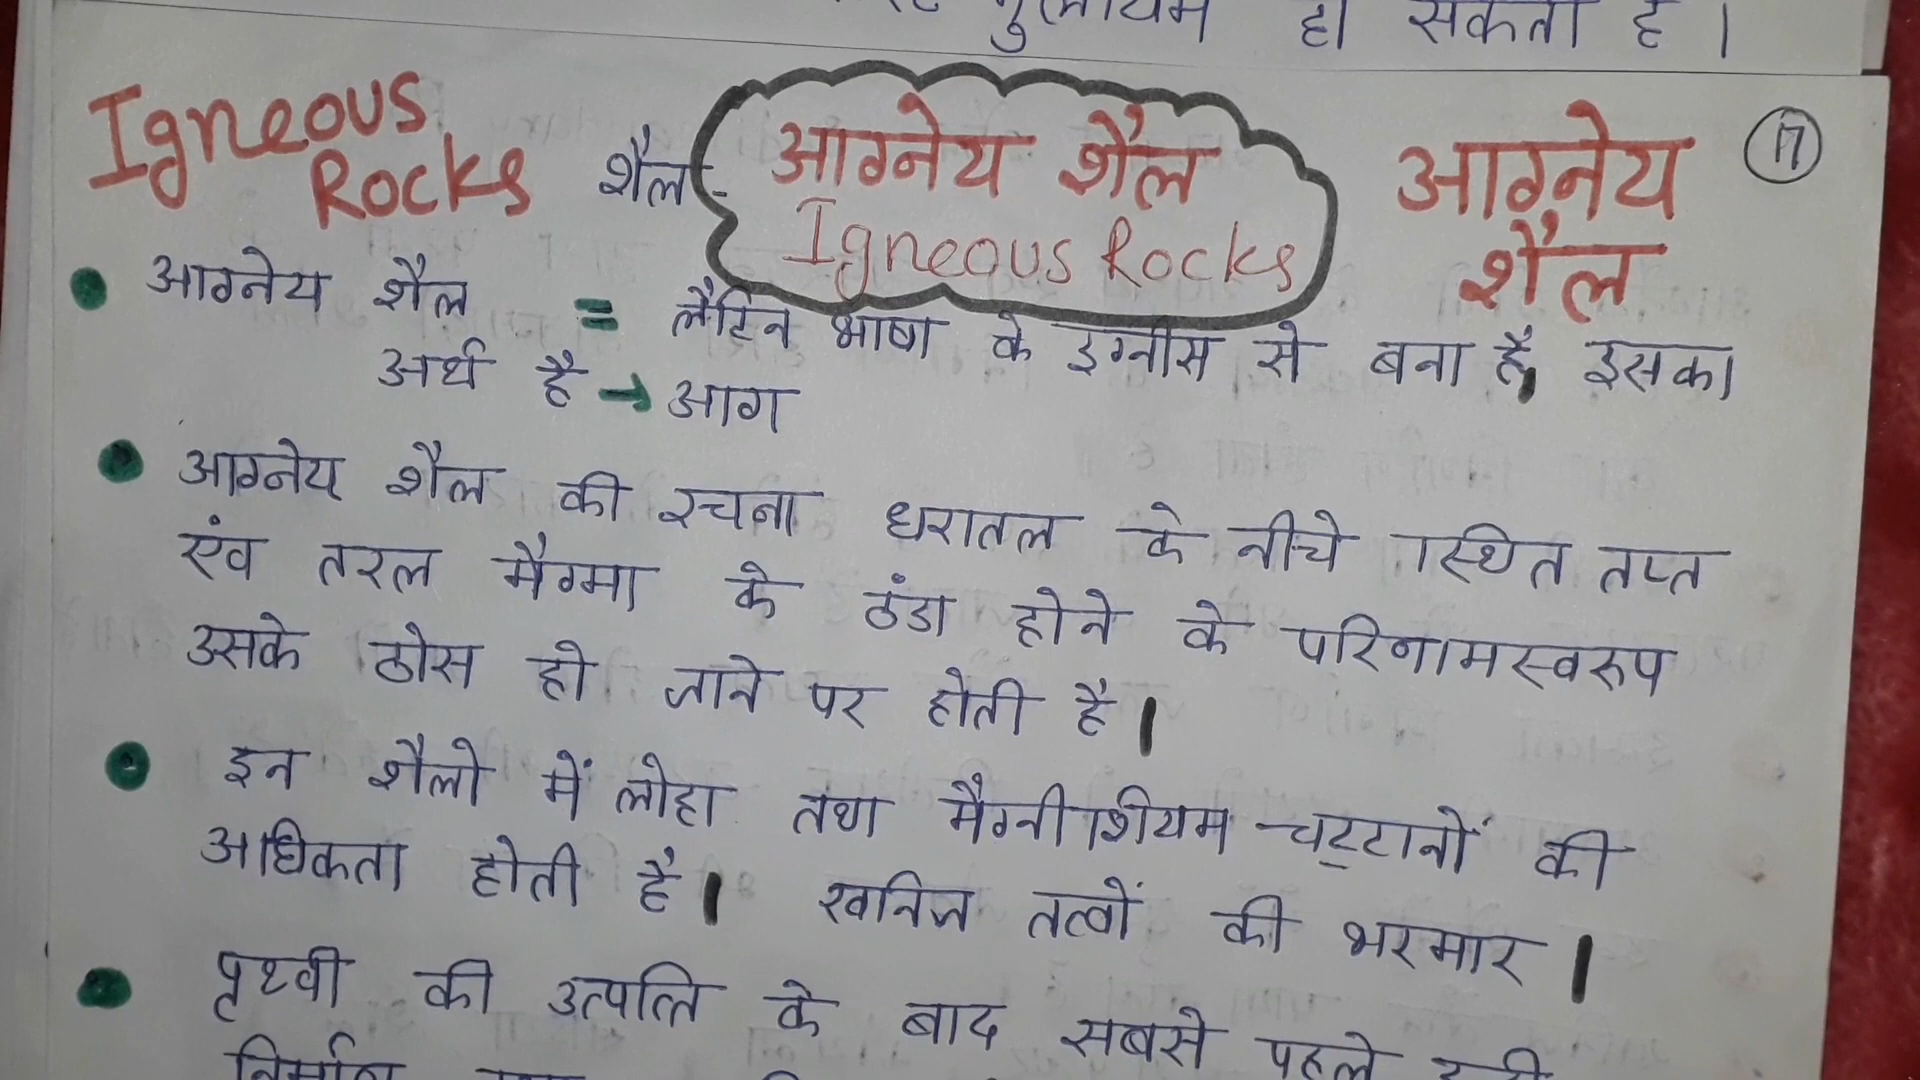 हो सकता है।
Igneous
Rocks
शैल-
आग्नेय शैल
Igneous Rocks
आग्नेय
शैल
17
आग्नेय शैल = लैटिन भाषा के इग्नीस से बना है, इसका
अर्थ है → आग
आग्नेय शैल की रचना धरातल के नीचे स्थित तप्त
एंव तरल मैग्मा के ठंडा होने के परिनामस्वरूप
उसके ठोस हो जाने पर होती है।
इन शैलो में लोहा तथा मैग्नीशियम चट्टानों की
अधिकता होती है। खनिज तत्वों की भरमार।
पृथ्वी की उत्पत्ति के बाद सबसे पहले
निर्माण